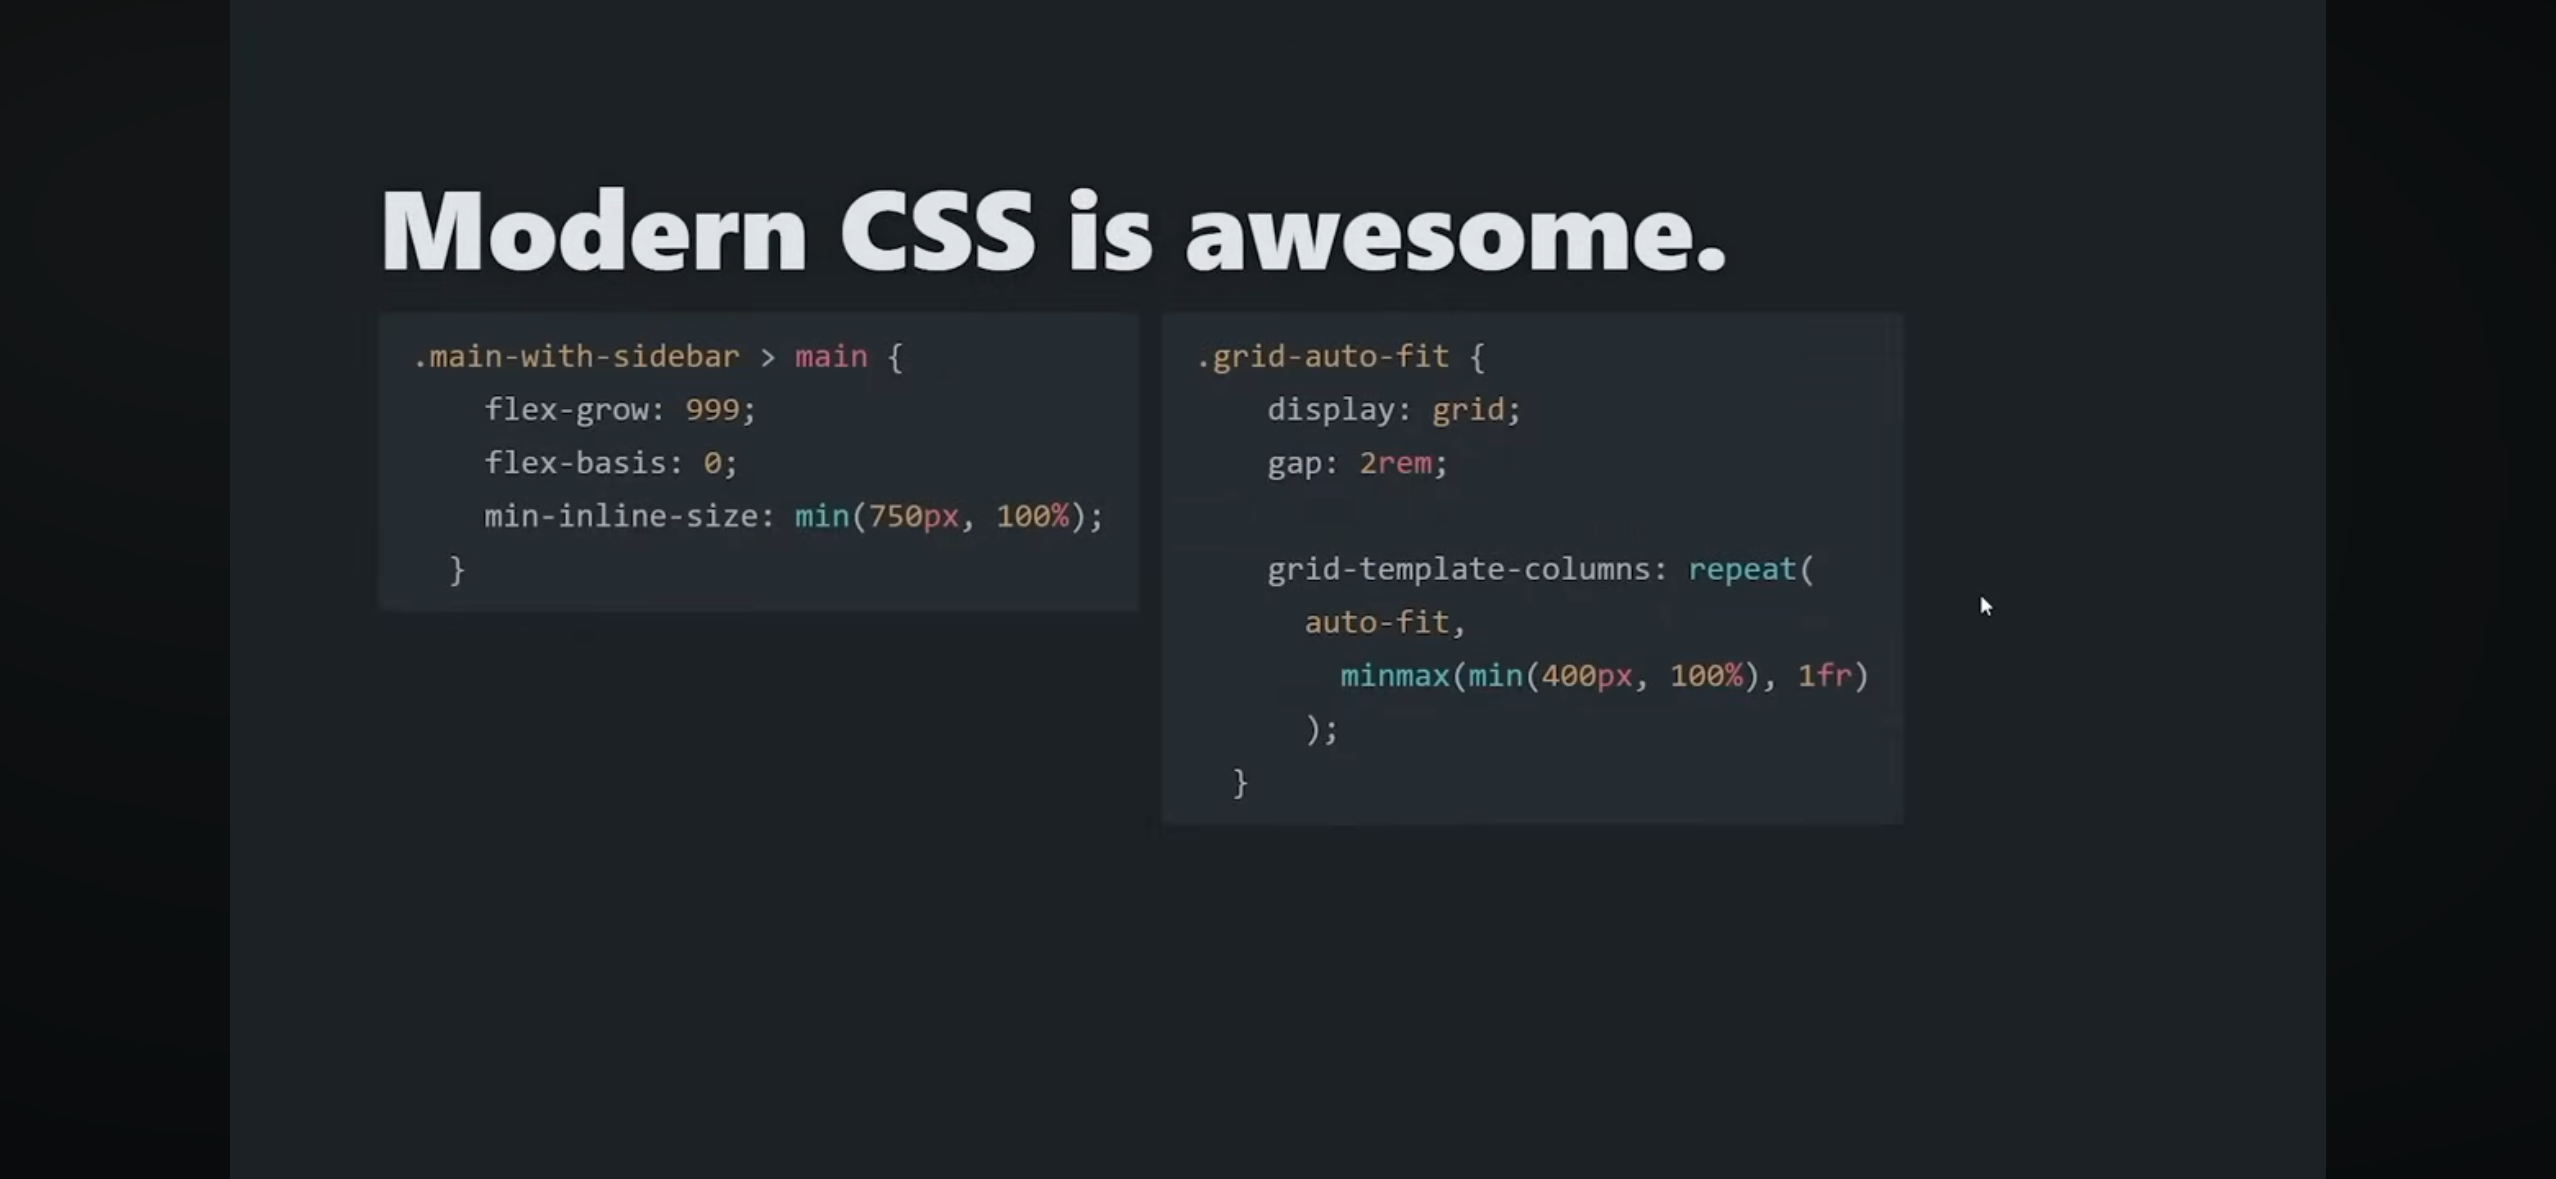 Modern CSS is awesome.
.main-with-sidebar > main {
    flex-grow: 999;
    flex-basis: 0;
    min-inline-size: min(750px, 100%);
  }
.grid-auto-fit {
    display: grid;
    gap: 2rem;

    grid-template-columns: repeat(
      auto-fit,
        minmax(min(400px, 100%), 1fr)
      );
  }